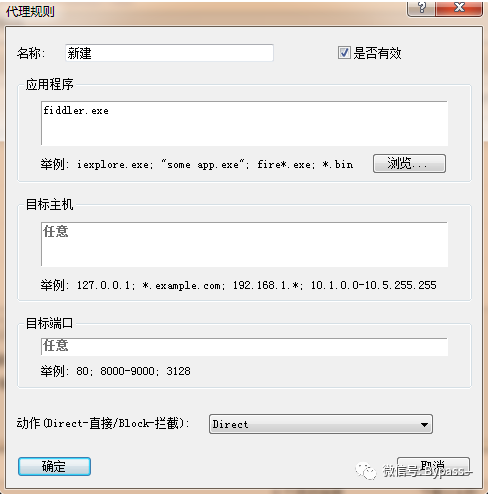 代理规则
名称: 新建 是否有效
应用程序
fiddler.exe
举例: iexplore.exe; "some app.exe"; fire*.exe; *.bin 浏览...
目标主机
任意
举例: 127.0.0.1; *.example.com; 192.168.1.*; 10.1.0.0-10.5.255.255
目标端口
任意
举例: 80; 8000-9000; 3128
动作(Direct-直接/Block-拦截): Direct
确定 取消
微信号: Bypass--